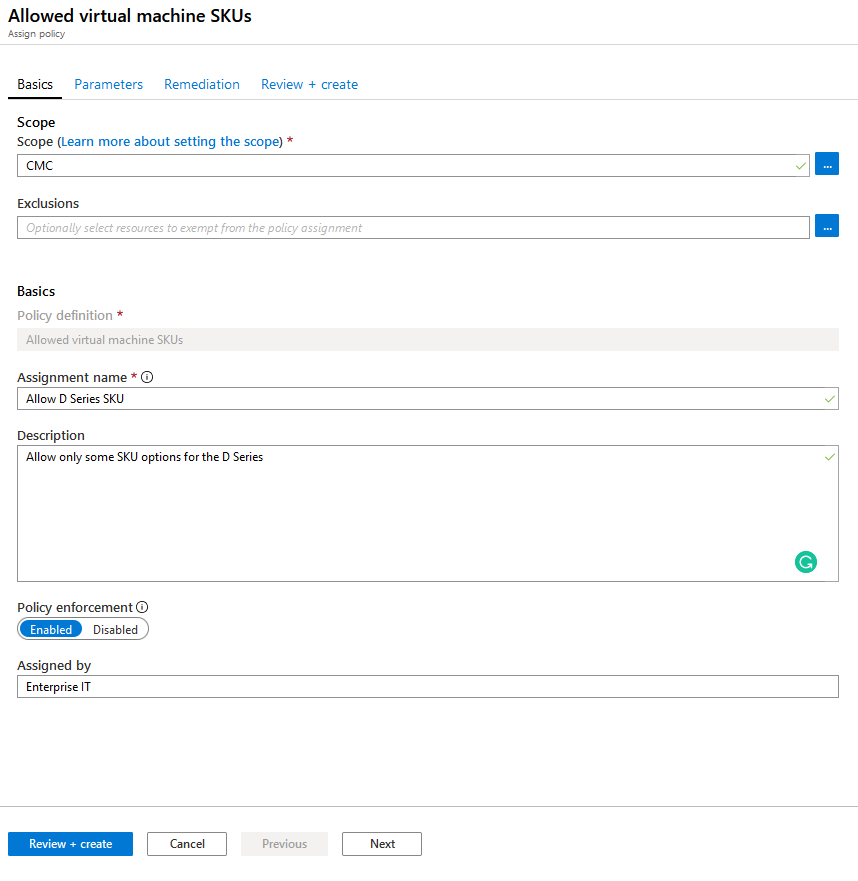 Allowed virtual machine SKUs
Assign policy
Basics Parameters Remediation Review + create
Scope
Scope (Learn more about setting the scope) *
CMC
...
Exclusions
Optionally select resources to exempt from the policy assignment
...
Basics
Policy definition *
Allowed virtual machine SKUs
Assignment name *
Allow D Series SKU
Description
Allow only some SKU options for the D Series
Policy enforcement
Enabled Disabled
Assigned by
Enterprise IT
Review + create Cancel Previous Next